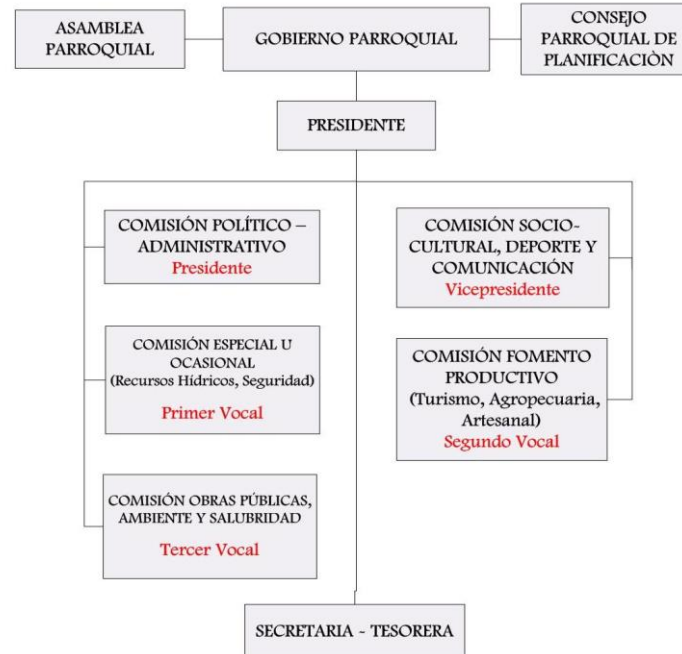 ASAMBLEA
PARROQUIAL
GOBIERNO PARROQUIAL
CONSEJO
PARROQUIAL DE
PLANIFICACIÒN
PRESIDENTE
COMISIÓN POLÍTICO –
ADMINISTRATIVO
Presidente
COMISIÓN SOCIO-
CULTURAL, DEPORTE Y
COMUNICACIÓN
Vicepresidente
COMISIÓN ESPECIAL U
OCASIONAL
(Recursos Hídricos, Seguridad)
Primer Vocal
COMISIÓN FOMENTO
PRODUCTIVO
(Turismo, Agropecuaria,
Artesanal)
Segundo Vocal
COMISIÓN OBRAS PÚBLICAS,
AMBIENTE Y SALUBRIDAD
Tercer Vocal
SECRETARIA - TESORERA